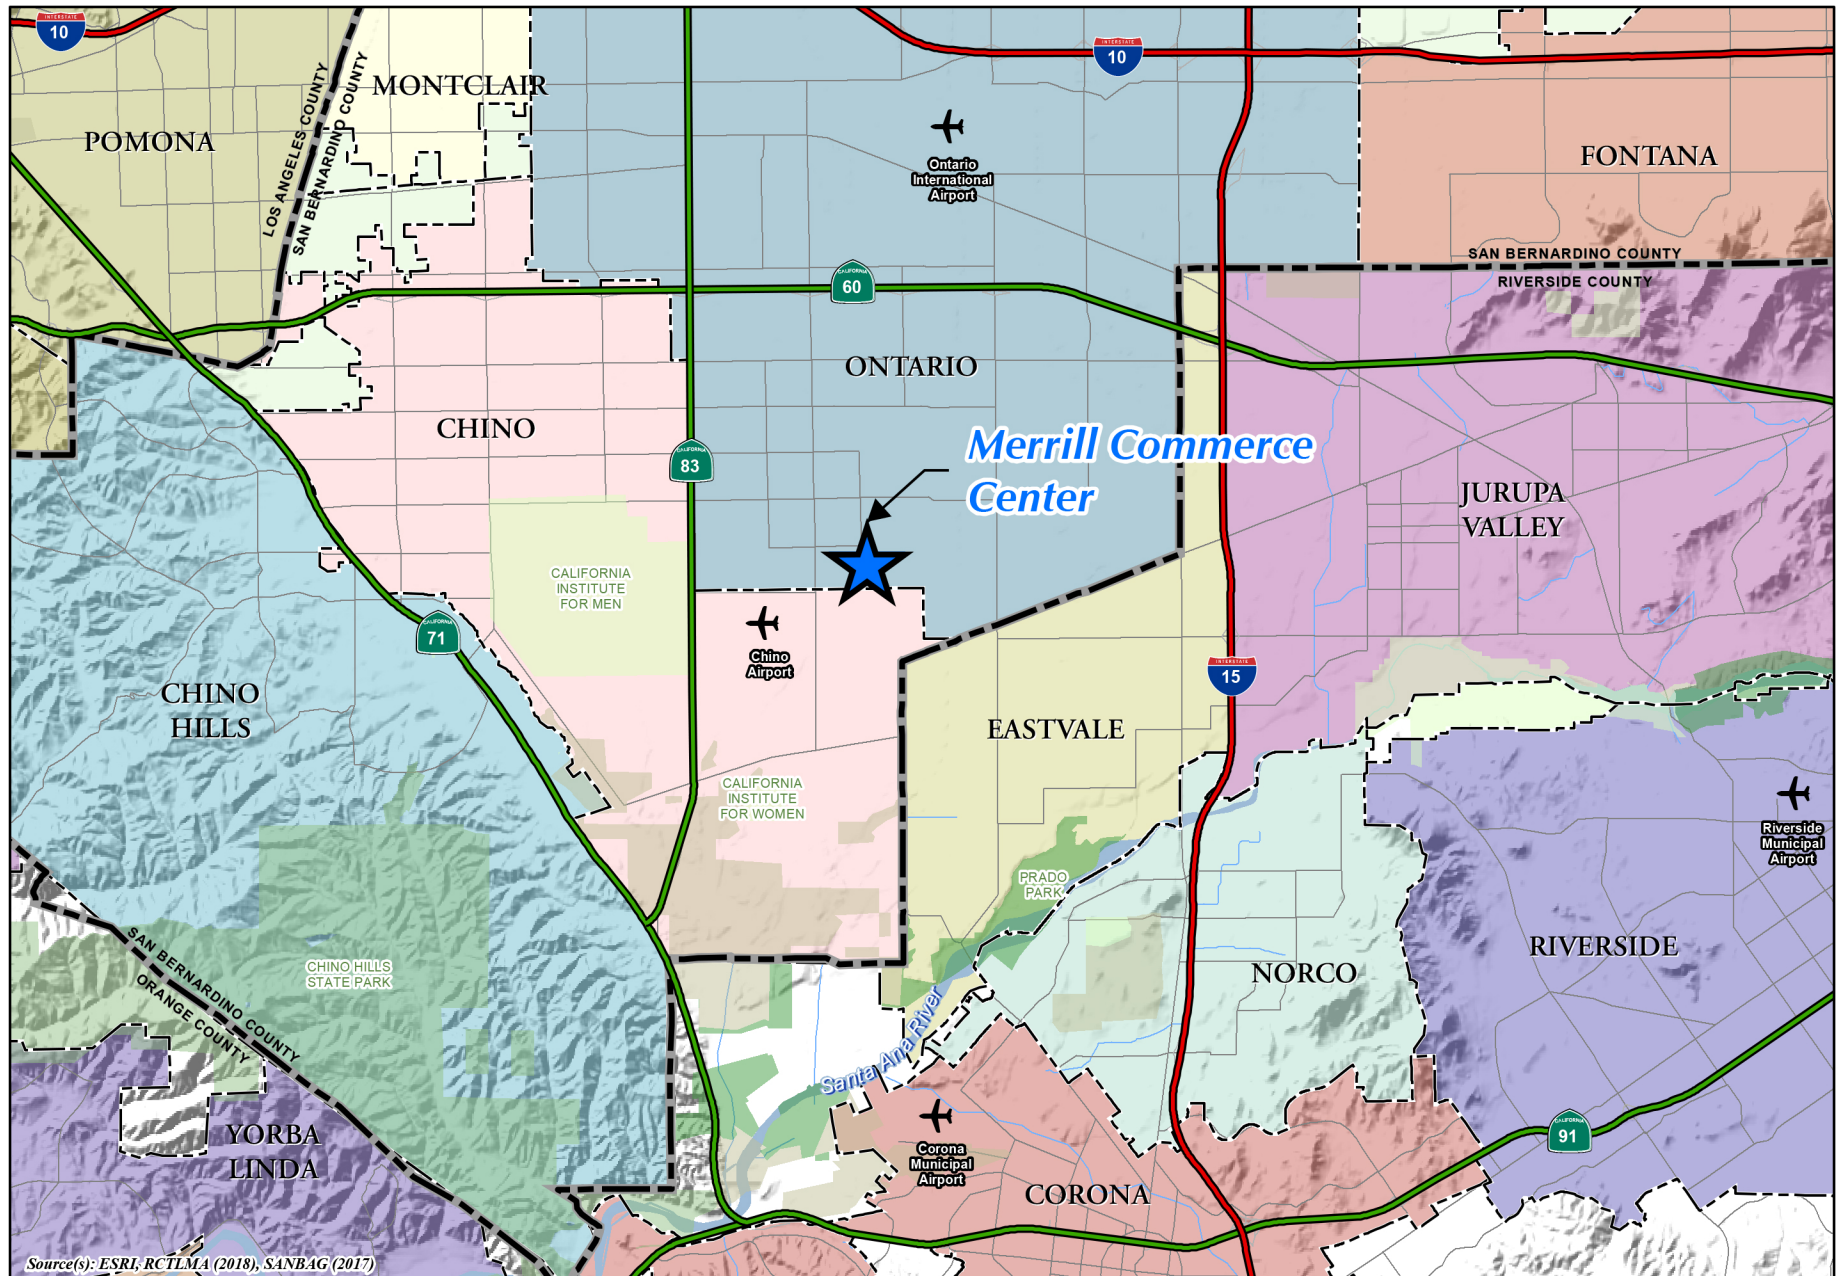 INTERSTATE
10
INTERSTATE
10
MONTCLAIR
POMONA
LOS ANGELES COUNTY
SAN BERNARDINO COUNTY
Ontario
International
Airport
FONTANA
SAN BERNARDINO COUNTY
RIVERSIDE COUNTY
CALIFORNIA
60
ONTARIO
CHINO
Merrill Commerce
Center
CALIFORNIA
83
JURUPA
VALLEY
CALIFORNIA
INSTITUTE
FOR MEN
CALIFORNIA
71
Chino
Airport
INTERSTATE
15
CHINO
HILLS
EASTVALE
CALIFORNIA
INSTITUTE
FOR WOMEN
Riverside
Municipal
Airport
PRADO
PARK
CHINO HILLS
STATE PARK
SAN BERNARDINO COUNTY
ORANGE COUNTY
NORCO
RIVERSIDE
Santa Ana River
YORBA
LINDA
Corona
Municipal
Airport
CORONA
CALIFORNIA
91
Source(s): ESRI, RCTLMA (2018), SANBAG (2017)